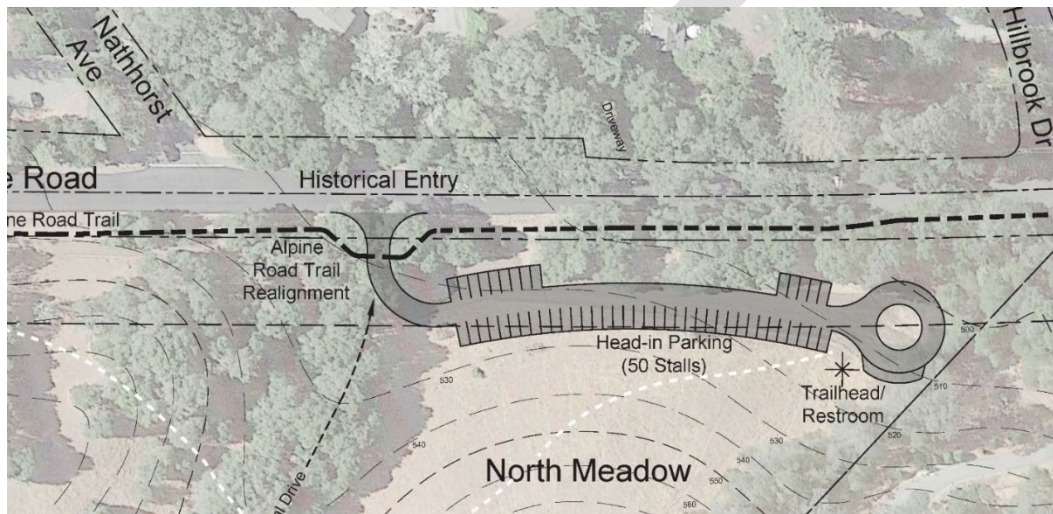 Nathhorst
Ave
Hillbrook Dr
Driveway
e Road
Historical Entry
ne Road Trail
Alpine
Road Trail
Realignment
Head-in Parking
(50 Stalls)
Trailhead/
Restroom
North Meadow
al Drive
500
510
520
530
540
550
560
530
540